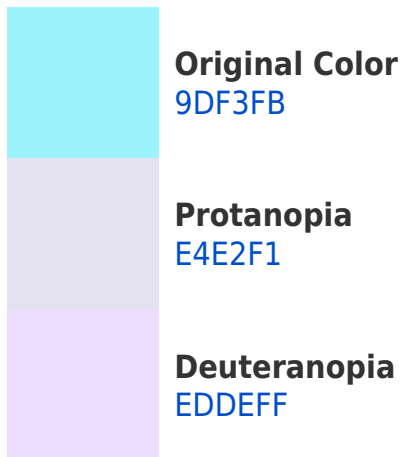 Original Color
9DF3FB
Protanopia
E4E2F1
Deuteranopia
EDDEFF